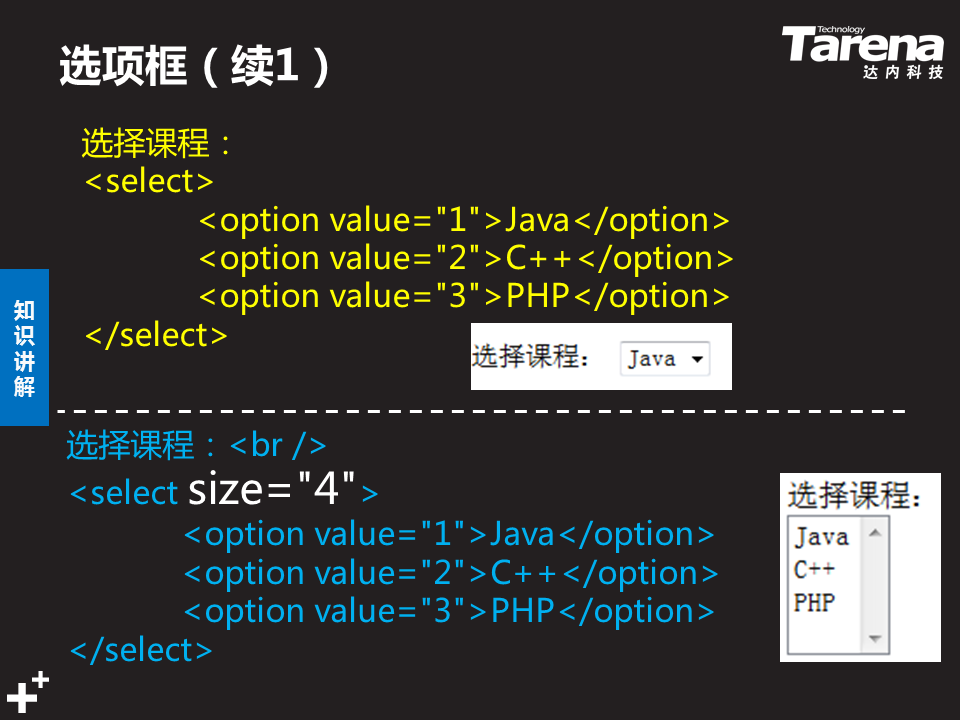 选项框（续1）
Technology
Tarena
达内科技
选择课程：
<select>
<option value="1">Java</option>
<option value="2">C++</option>
<option value="3">PHP</option>
</select>
选择课程： Java
知识讲解
选择课程：<br />
<select size="4">
<option value="1">Java</option>
<option value="2">C++</option>
<option value="3">PHP</option>
</select>
选择课程：
Java
C++
PHP